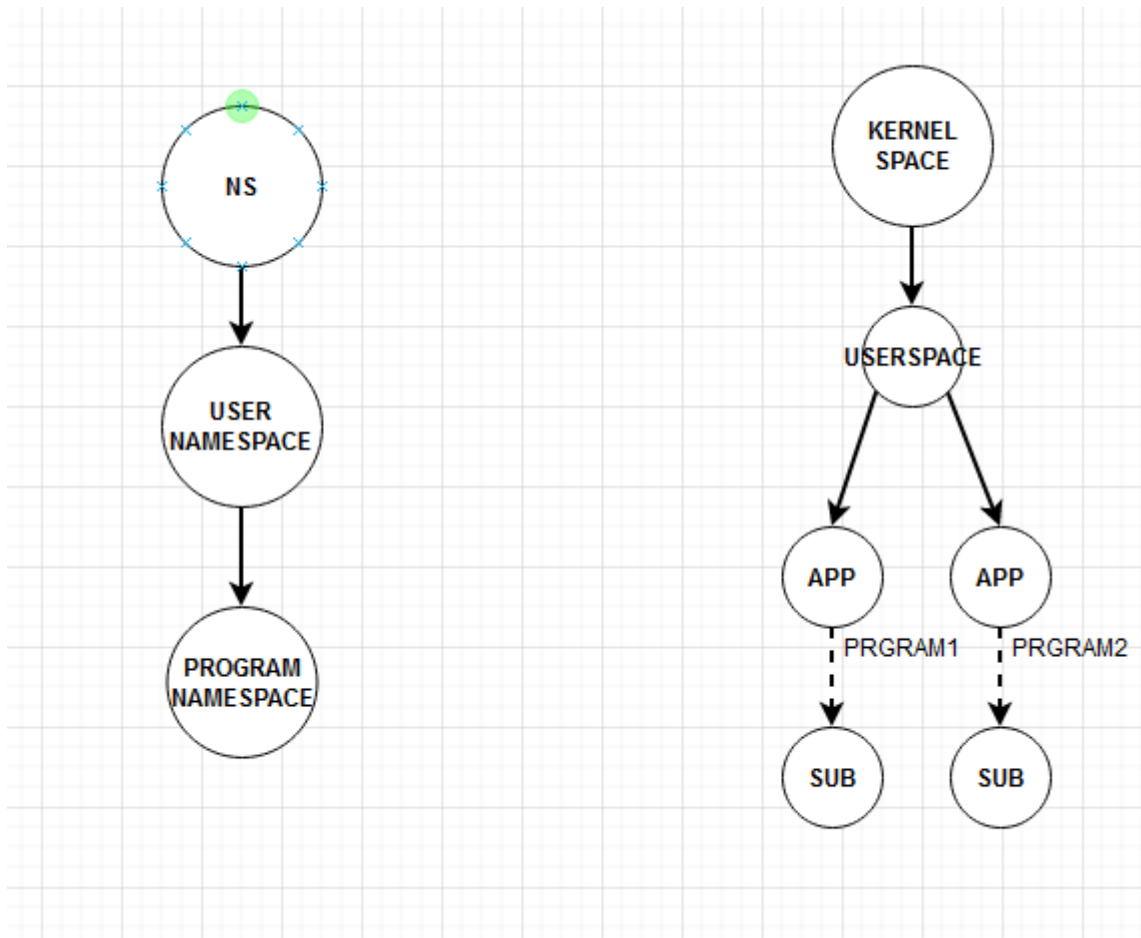 NS
USER
NAMESPACE
PROGRAM
NAMESPACE
KERNEL
SPACE
USERSPACE
APP
APP
PRGRAM1
PRGRAM2
SUB
SUB